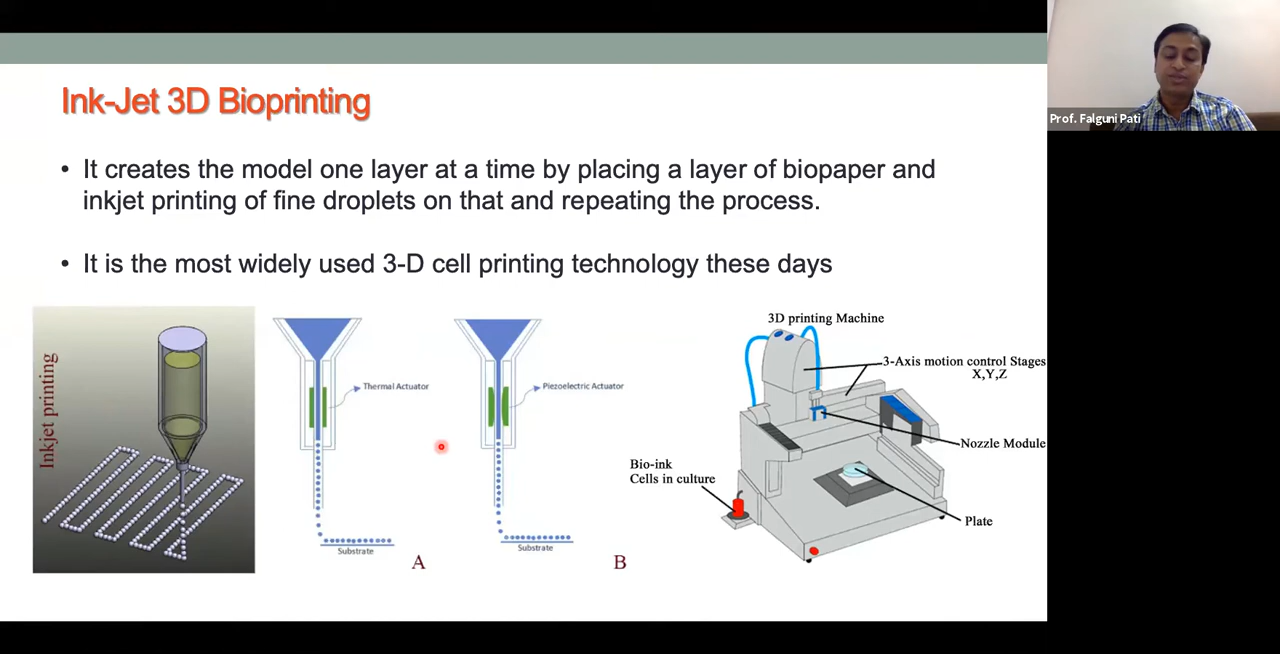 Ink-Jet 3D Bioprinting
Prof. Falguni Pati
• It creates the model one layer at a time by placing a layer of biopaper and
inkjet printing of fine droplets on that and repeating the process.
• It is the most widely used 3-D cell printing technology these days
Inkjet printing
Thermal Actuator
Substrate
A
Piezoelectric Actuator
Substrate
B
3D printing Machine
3-Axis motion control Stages
X,Y,Z
Nozzle Module
Bio-ink
Cells in culture
Plate